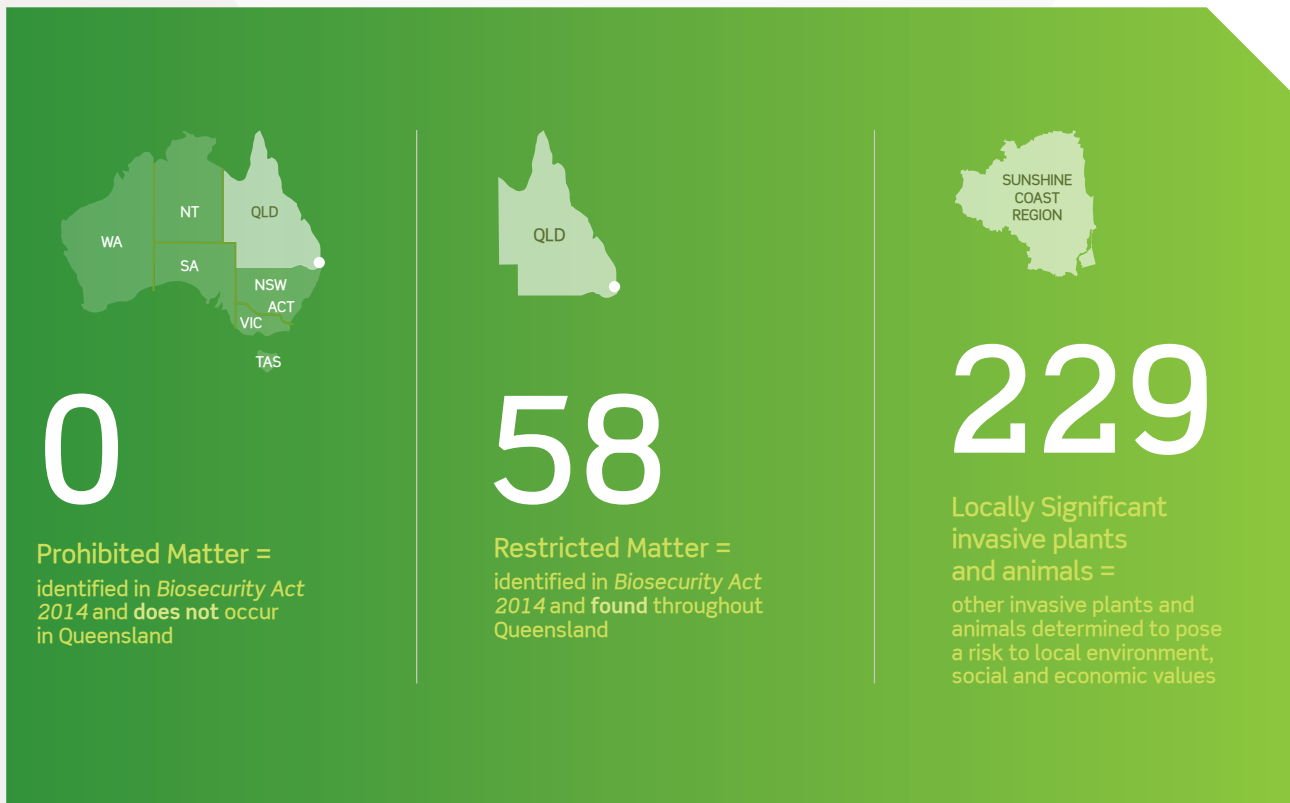 WA
NT
QLD
SA
NSW
ACT
VIC
TAS
0
Prohibited Matter =
identified in Biosecurity Act
2014 and does not occur
in Queensland
QLD
58
Restricted Matter =
identified in Biosecurity Act
2014 and found throughout
Queensland
SUNSHINE
COAST
REGION
229
Locally Significant
invasive plants
and animals =
other invasive plants and
animals determined to pose
a risk to local environment,
social and economic values